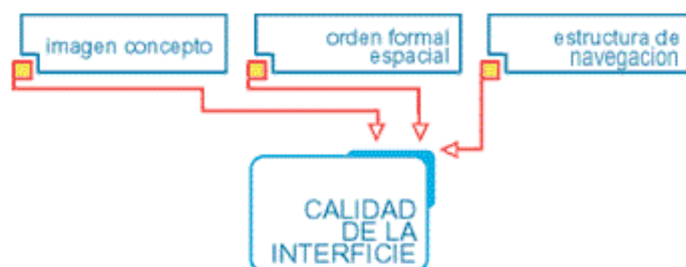 imagen concepto
orden formal
espacial
estructura de
navegacion
CALIDAD
DE LA
INTERFICIE